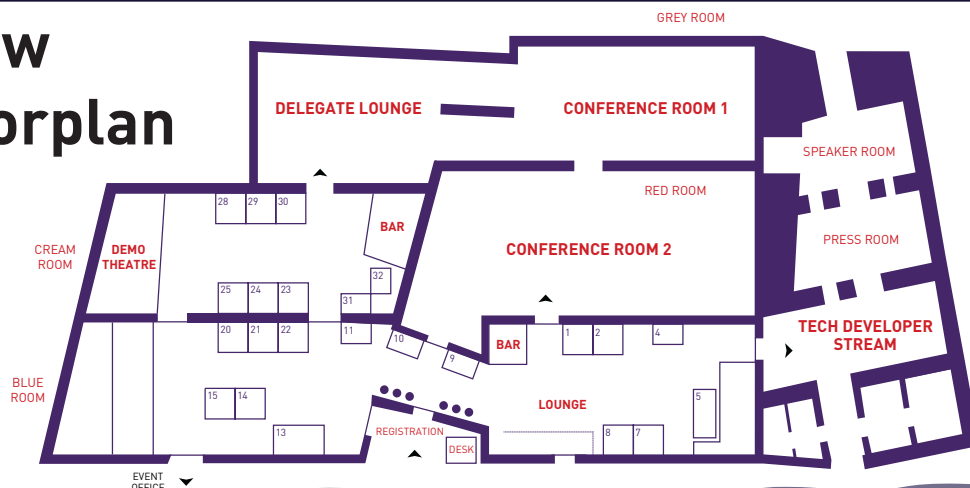 w
orplan
GREY ROOM
DELEGATE LOUNGE
CONFERENCE ROOM 1
SPEAKER ROOM
RED ROOM
28
29
30
BAR
CREAM
ROOM
DEMO
THEATRE
CONFERENCE ROOM 2
PRESS ROOM
32
25
24
23
31
20
21
22
11
10
9
BAR
1
2
4
TECH DEVELOPER
STREAM
BLUE
ROOM
15
14
LOUNGE
5
13
REGISTRATION
DESK
8
7
EVENT
OFFICE